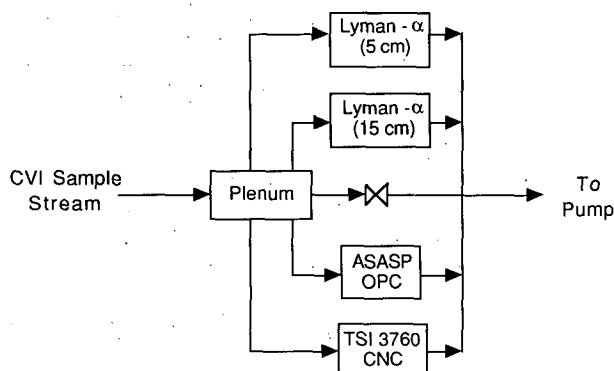 Lyman - α
(5 cm)
Lyman - α
(15 cm)
CVI Sample
Stream
Plenum
To
Pump
ASASP
OPC
TSI 3760
CNC